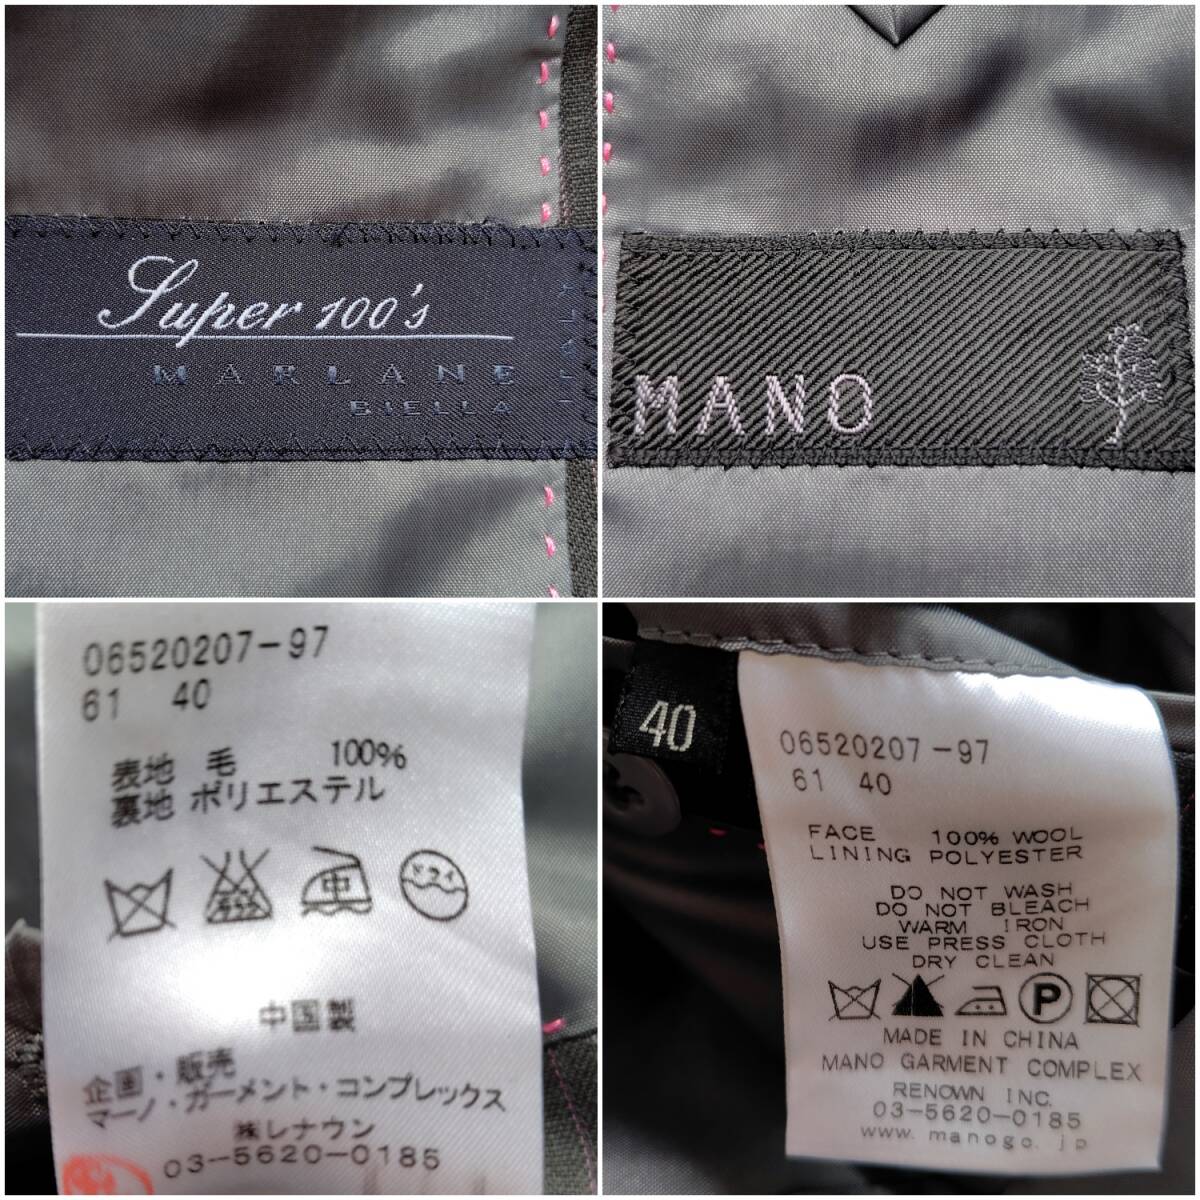 Super 100's
MARLANE
BIELLA
ITALY
MANO
06520207-97
61 40
表地 毛 100%
裏地 ポリエステル
中
ドライ
中国製
企画・販売
マーノ・ガーメント・コンプレックス
㈱レナウン
03-5620-0185
40
06520207-97
61 40
FACE 100% WOOL
LINING POLYESTER
DO NOT WASH
DO NOT BLEACH
WARM IRON
USE PRESS CLOTH
DRY CLEAN
P
MADE IN CHINA
MANO GARMENT COMPLEX
RENOWN INC.
03-5620-0185
www.manogc.jp